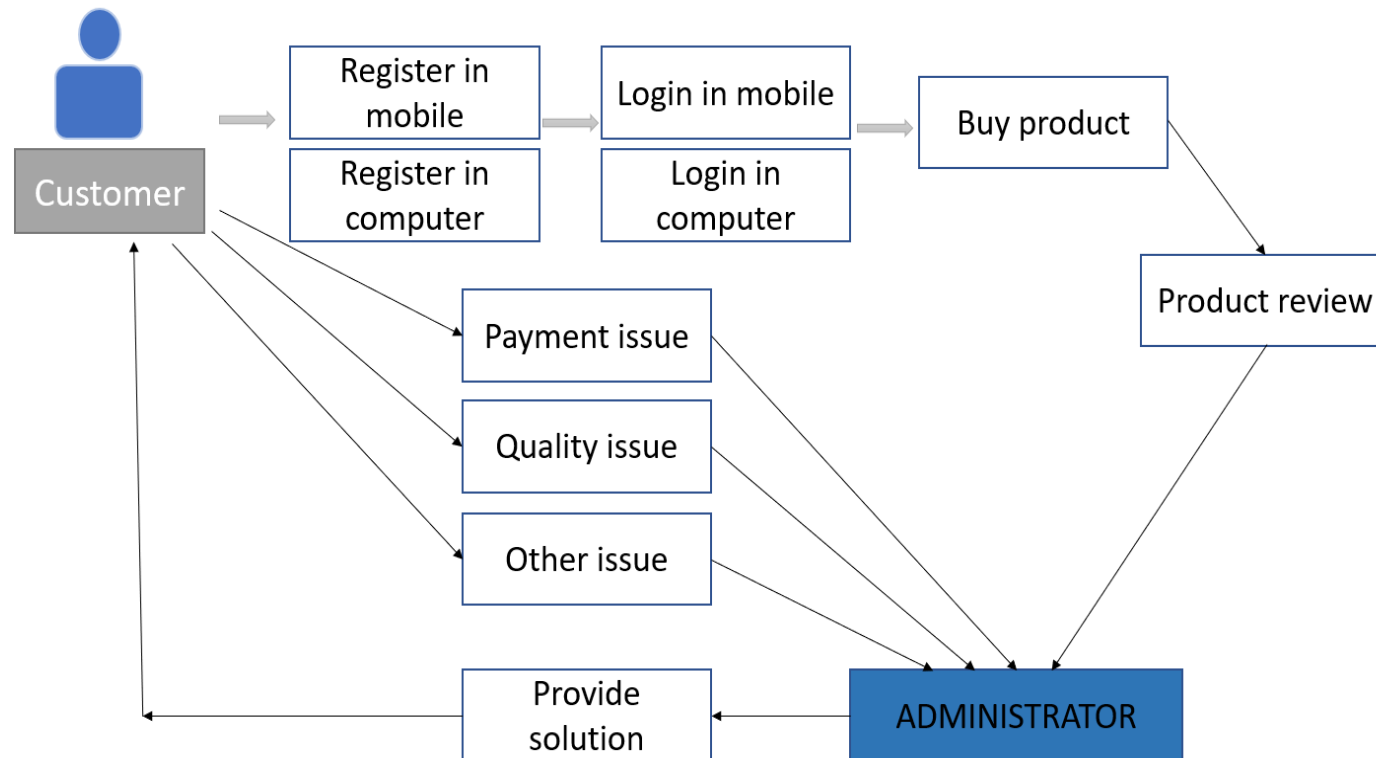 Register in
mobile
Login in mobile
Buy product
Customer
Register in
computer
Login in
computer
Product review
Payment issue
Quality issue
Other issue
Provide
solution
ADMINISTRATOR